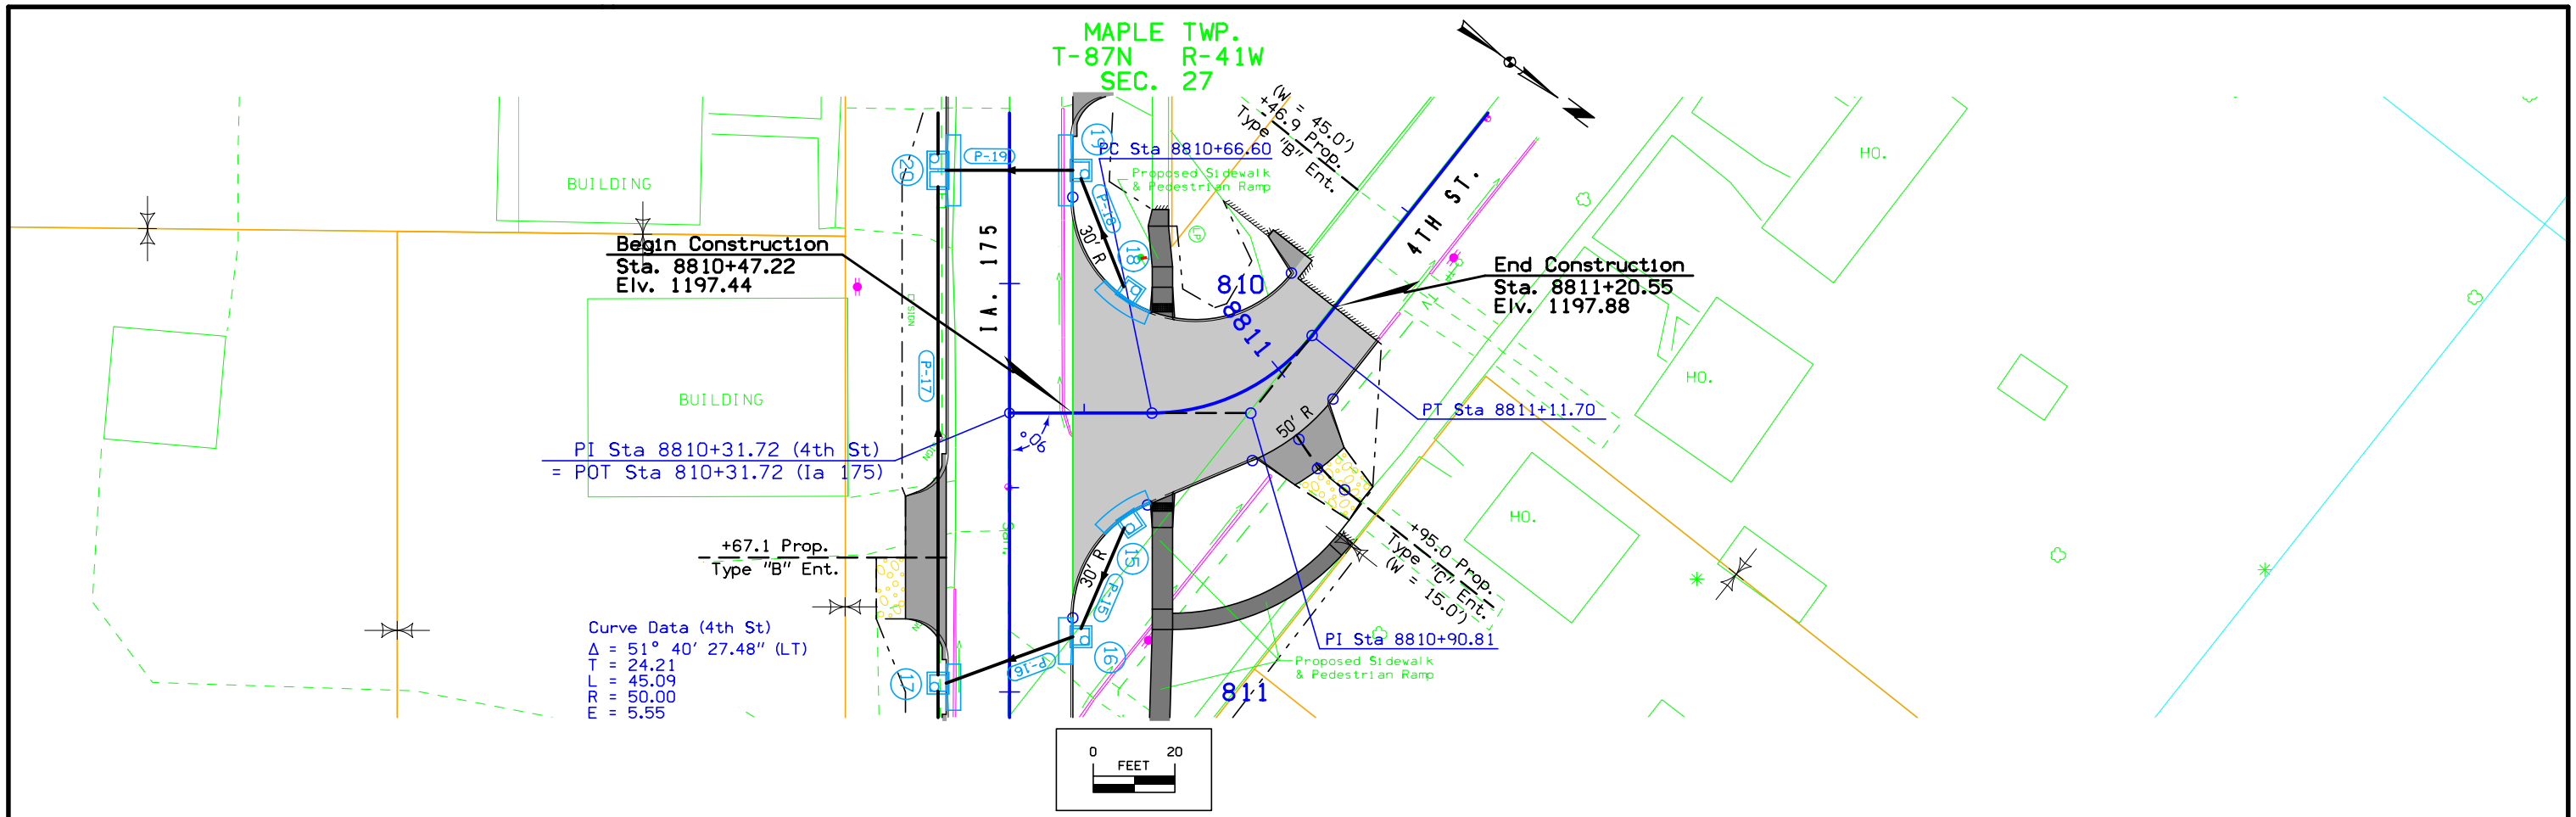 MAPLE TWP.
T-87N R-41W
SEC. 27
(W = 45.0')
+46.9 Prop.
Type "B" Ent.
19
PC Sta 8810+66.60
P-19
20
Proposed Sidewalk
& Pedestrian Ramp
P-18
30' R
18
LP
BUILDING
HO.
4TH ST.
IA. 175
Begin Construction
Sta. 8810+47.22
Elv. 1197.44
End Construction
Sta. 8811+20.55
Elv. 1197.88
810
8811
SIGN
P-17
BUILDING
HO.
PT Sta 8811+11.70
50' R
90°
PI Sta 8810+31.72 (4th St)
= POT Sta 810+31.72 (Ia 175)
SIGN
HO.
+67.1 Prop.
Type "B" Ent.
+95.0 Prop.
Type "C" Ent.
(W = 15.0')
30' R
15
P-15
16
P-16
17
PI Sta 8810+90.81
Proposed Sidewalk
& Pedestrian Ramp
811
Curve Data (4th St)
Δ = 51° 40' 27.48" (LT)
T = 24.21
L = 45.09
R = 50.00
E = 5.55
0 20
FEET